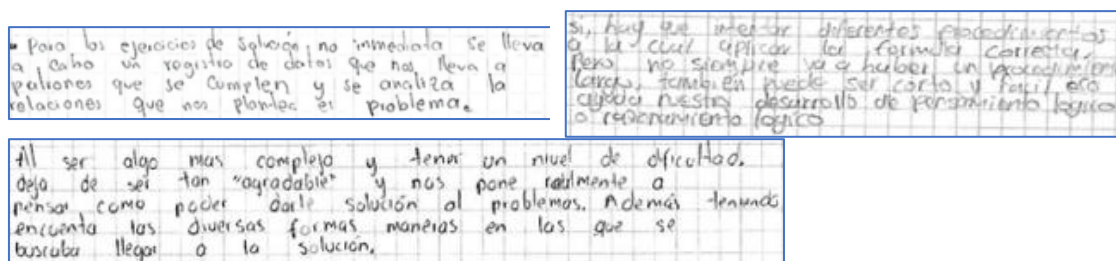 • Para los ejercicios de solución no inmediata se lleva
a cabo un registro de datos que nos lleva a
patrones que se cumplen y se analiza la
relaciones que nos plantea el problema.
si, hay que intentar diferentes procedimientos
a la cual aplicar la formula correcta,
Pero no siempre va a haber un procedimiento
largo, también puede ser corto y facil eso
ayuda nuestro desarrollo de pensamiento lógico
o razonamiento lógico
Al ser algo mas complejo y tener un nivel de dificultad.
deja de ser tan "agradable" y nos pone realmente a
pensar como poder darle solución al problemas. Además teniendo
encuenta las diversas formas maneras en las que se
buscaba llegar a la solución.